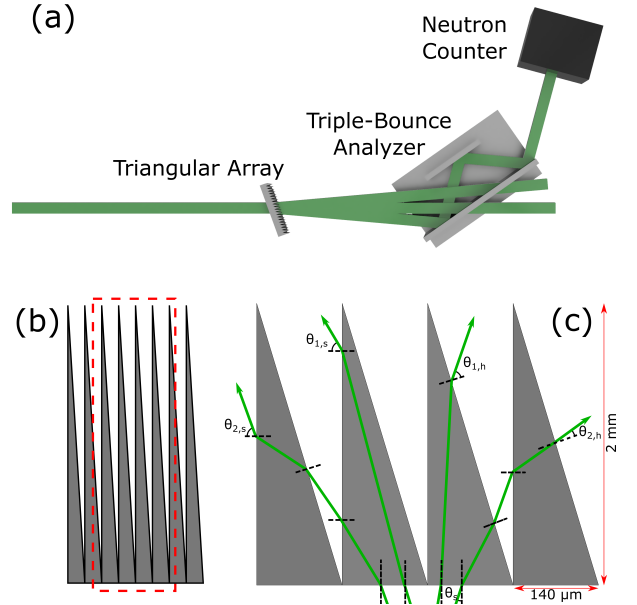 (a)
Neutron
Counter
Triple-Bounce
Analyzer
Triangular Array
(b)
(c)
θ1,s
θ1,h
θ2,s
θ2,h
θs
2 mm
140 μm